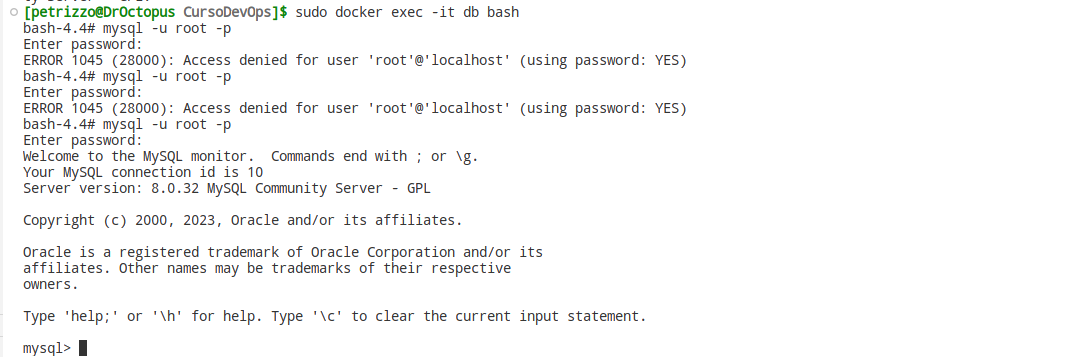 [petrizzo@DrOctopus CursoDevOps]$ sudo docker exec -it db bash
bash-4.4# mysql -u root -p
Enter password:
ERROR 1045 (28000): Access denied for user 'root'@'localhost' (using password: YES)
bash-4.4# mysql -u root -p
Enter password:
ERROR 1045 (28000): Access denied for user 'root'@'localhost' (using password: YES)
bash-4.4# mysql -u root -p
Enter password:
Welcome to the MySQL monitor.  Commands end with ; or \g.
Your MySQL connection id is 10
Server version: 8.0.32 MySQL Community Server - GPL

Copyright (c) 2000, 2023, Oracle and/or its affiliates.

Oracle is a registered trademark of Oracle Corporation and/or its
affiliates. Other names may be trademarks of their respective
owners.

Type 'help;' or '\h' for help. Type '\c' to clear the current input statement.

mysql>